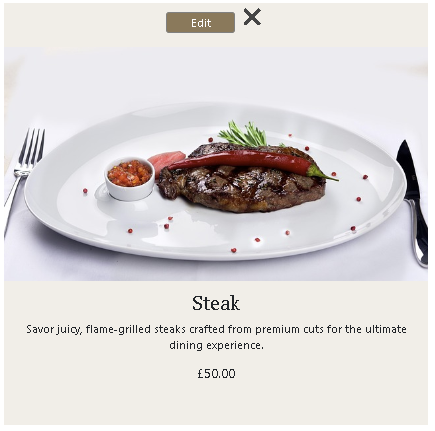 Edit
Steak
Savor juicy, flame-grilled steaks crafted from premium cuts for the ultimate
dining experience.
£50.00